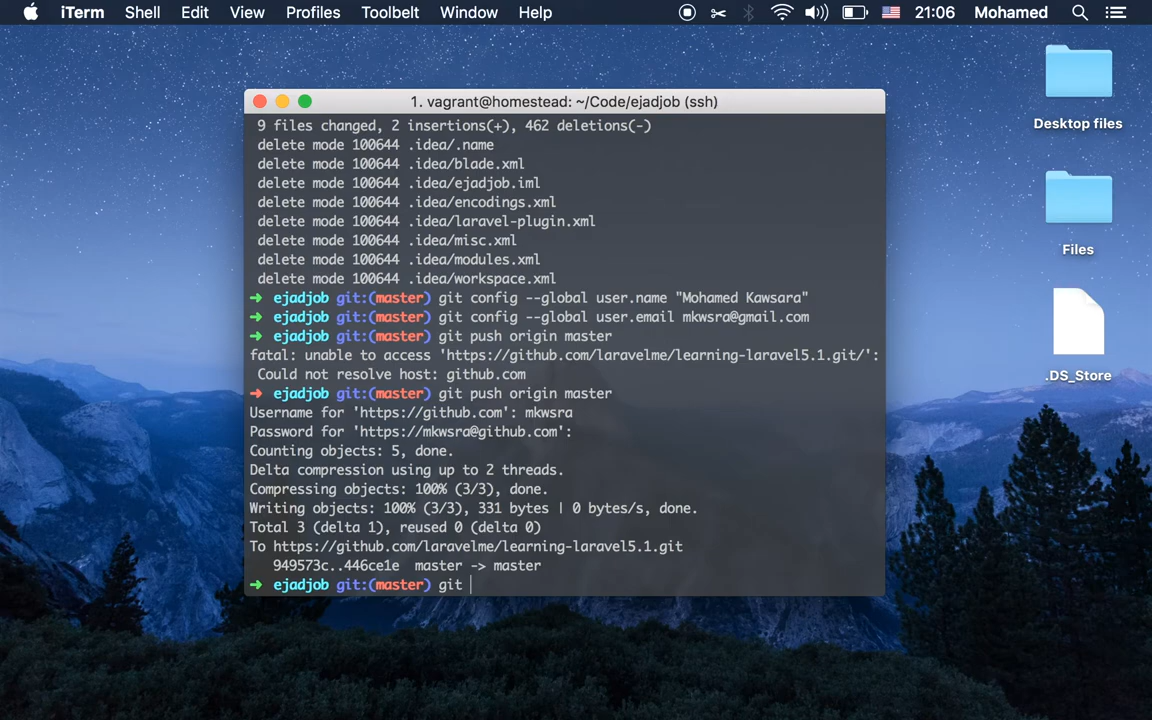 iTerm Shell Edit View Profiles Toolbelt Window Help 21:06 Mohamed
1. vagrant@homestead: ~/Code/ejadjob (ssh)
9 files changed, 2 insertions(+), 462 deletions(-)
delete mode 100644 .idea/.name
delete mode 100644 .idea/blade.xml
delete mode 100644 .idea/ejadjob.iml
delete mode 100644 .idea/encodings.xml
delete mode 100644 .idea/laravel-plugin.xml
delete mode 100644 .idea/misc.xml
delete mode 100644 .idea/modules.xml
delete mode 100644 .idea/workspace.xml
➜ ejadjob git:(master) git config --global user.name "Mohamed Kawsara"
➜ ejadjob git:(master) git config --global user.email mkwsra@gmail.com
➜ ejadjob git:(master) git push origin master
fatal: unable to access 'https://github.com/laravelme/learning-laravel5.1.git/':
Could not resolve host: github.com
➜ ejadjob git:(master) git push origin master
Username for 'https://github.com': mkwsra
Password for 'https://mkwsra@github.com':
Counting objects: 5, done.
Delta compression using up to 2 threads.
Compressing objects: 100% (3/3), done.
Writing objects: 100% (3/3), 331 bytes | 0 bytes/s, done.
Total 3 (delta 1), reused 0 (delta 0)
To https://github.com/laravelme/learning-laravel5.1.git
949573c..446ce1e master -> master
➜ ejadjob git:(master) git
Desktop files
Files
.DS_Store